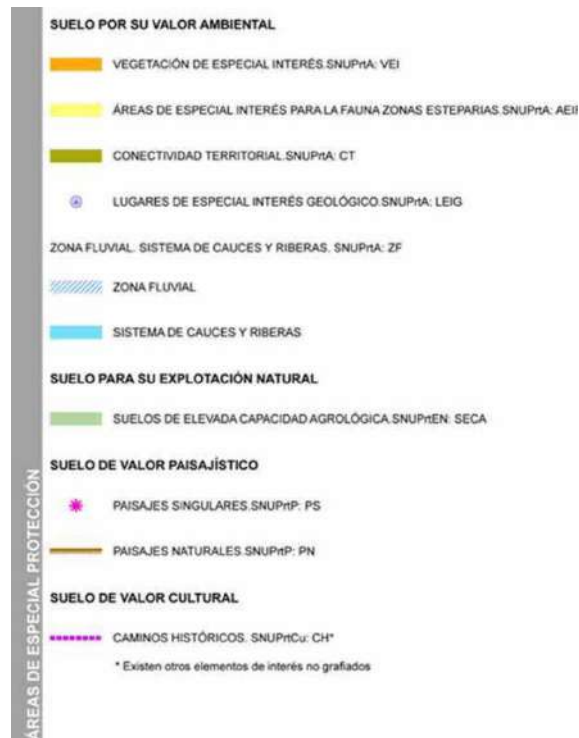 SUELO POR SU VALOR AMBIENTAL
VEGETACIÓN DE ESPECIAL INTERÉS.SNUPrtA: VEI
ÁREAS DE ESPECIAL INTERÉS PARA LA FAUNA ZONAS ESTEPARIAS.SNUPrtA: AEIF
CONECTIVIDAD TERRITORIAL.SNUPrtA: CT
LUGARES DE ESPECIAL INTERÉS GEOLÓGICO.SNUPrtA: LEIG
ZONA FLUVIAL. SISTEMA DE CAUCES Y RIBERAS. SNUPrtA: ZF
ZONA FLUVIAL
SISTEMA DE CAUCES Y RIBERAS
SUELO PARA SU EXPLOTACIÓN NATURAL
SUELOS DE ELEVADA CAPACIDAD AGROLÓGICA.SNUPrtEN: SECA
SUELO DE VALOR PAISAJÍSTICO
PAISAJES SINGULARES.SNUPrtP: PS
PAISAJES NATURALES.SNUPrtP: PN
SUELO DE VALOR CULTURAL
CAMINOS HISTÓRICOS. SNUPrtCu: CH*
* Existen otros elementos de interés no grafiados
ÁREAS DE ESPECIAL PROTECCIÓN